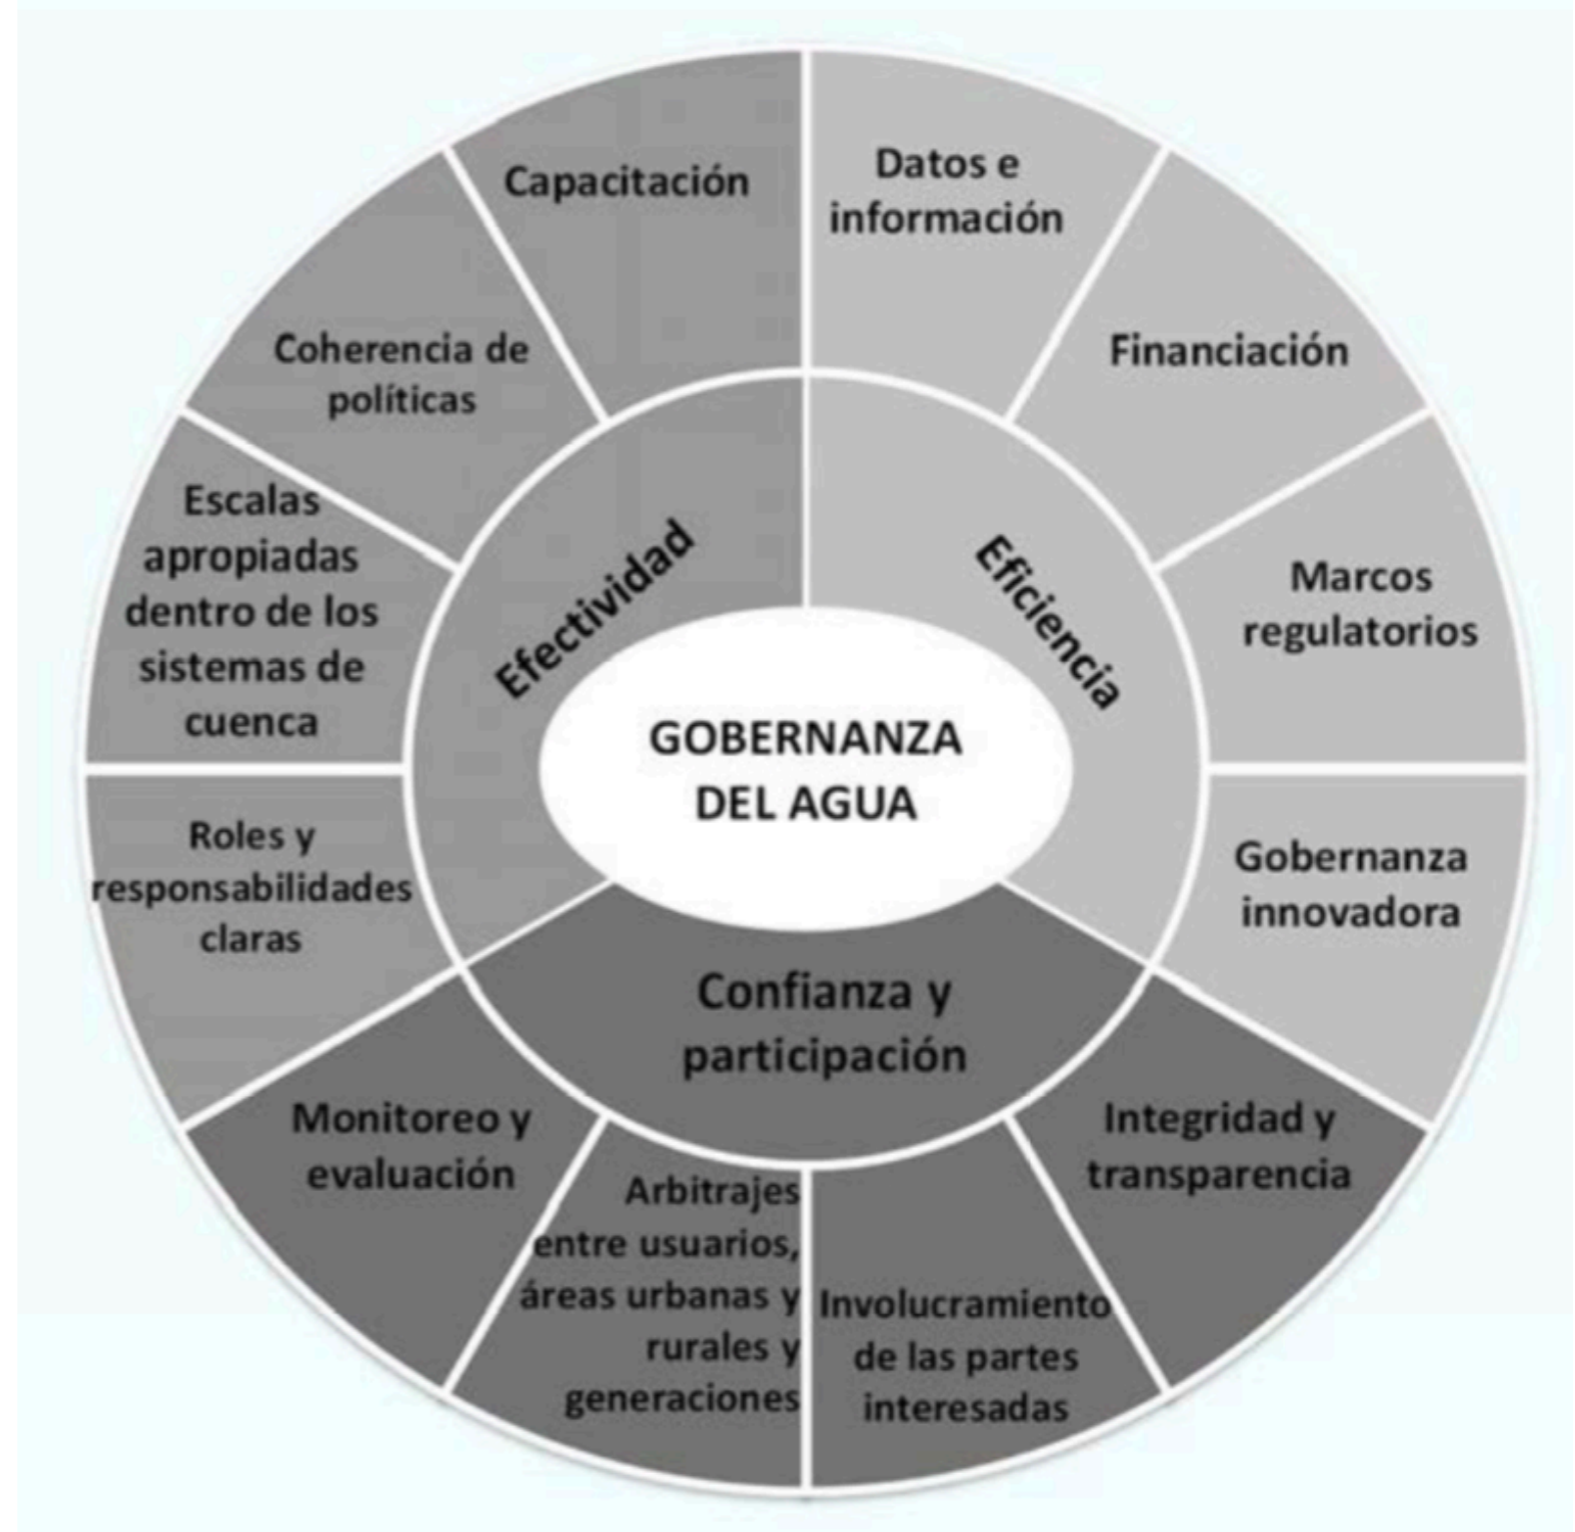 Capacitación
Datos e
información
Coherencia de
políticas
Financiación
Escalas
apropiadas
dentro de los
sistemas de
cuenca
Efectividad
Eficiencia
Marcos
regulatorios
GOBERNANZA
DEL AGUA
Roles y
responsabilidades
claras
Gobernanza
innovadora
Confianza y
participación
Monitoreo y
evaluación
Arbitrajes
entre usuarios,
áreas urbanas y
rurales y
generaciones
Involucramiento
de las partes
interesadas
Integridad y
transparencia